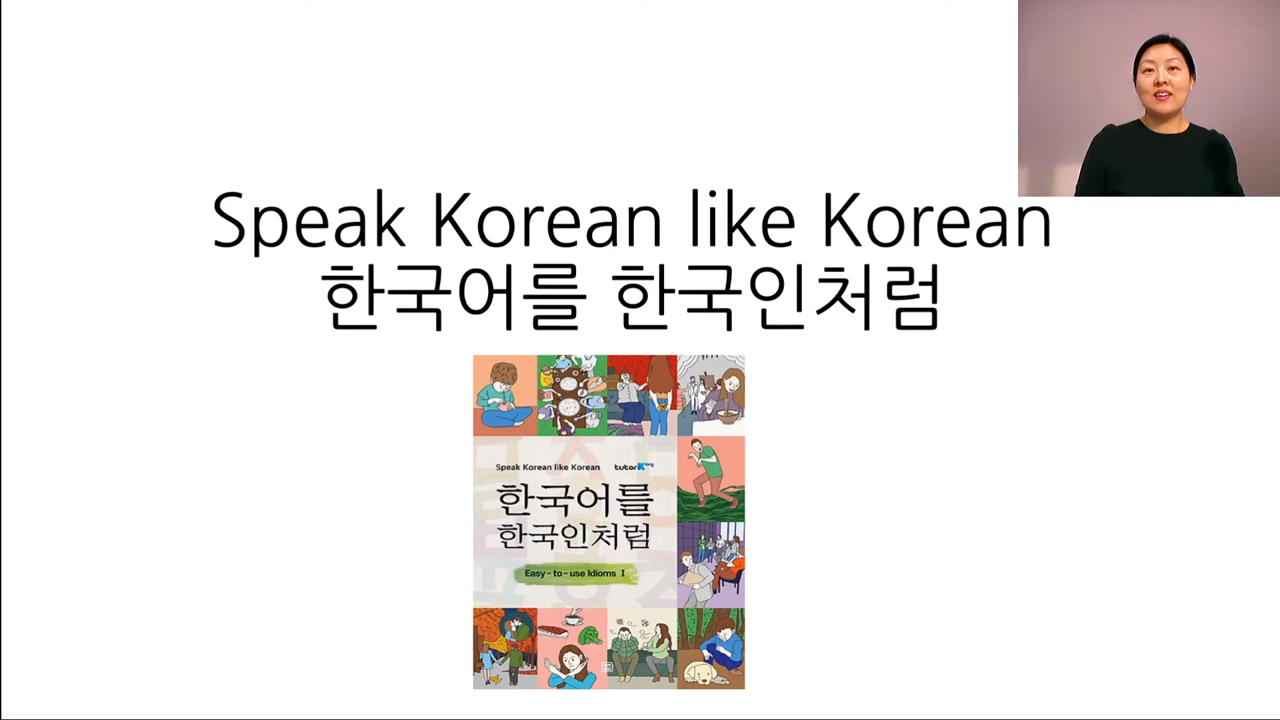 Speak Korean like Korean
한국어를 한국인처럼
Speak Korean like Korean tutorK
한국어를
한국인처럼
Easy-to-use Idioms I